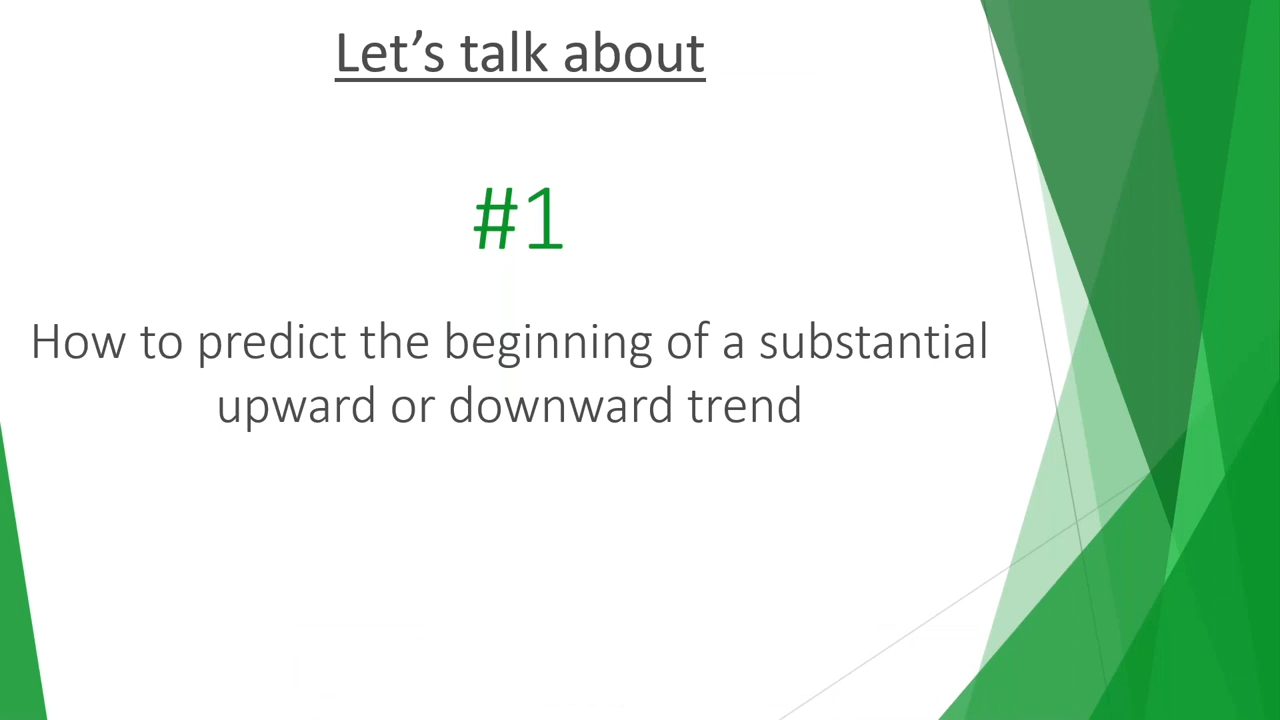 Let’s talk about
#1
How to predict the beginning of a substantial
upward or downward trend